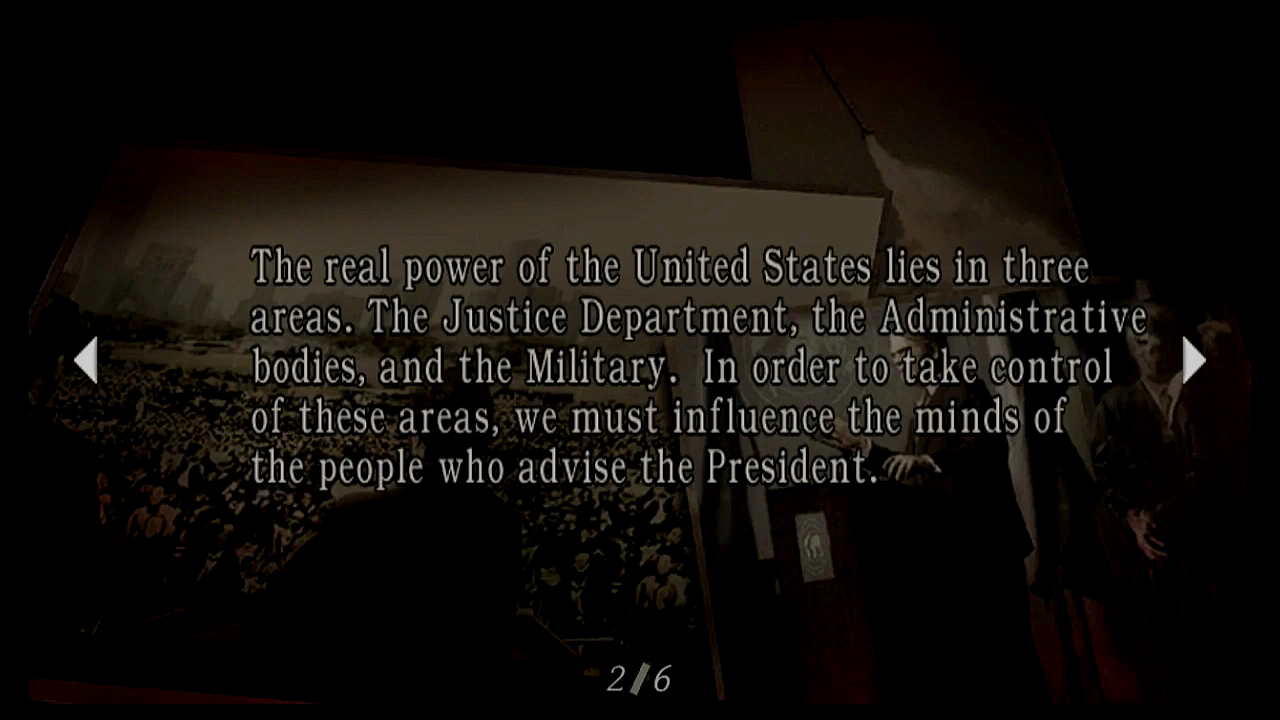 The real power of the United States lies in three
areas. The Justice Department, the Administrative
bodies, and the Military.  In order to take control
of these areas, we must influence the minds of
the people who advise the President.
2/6